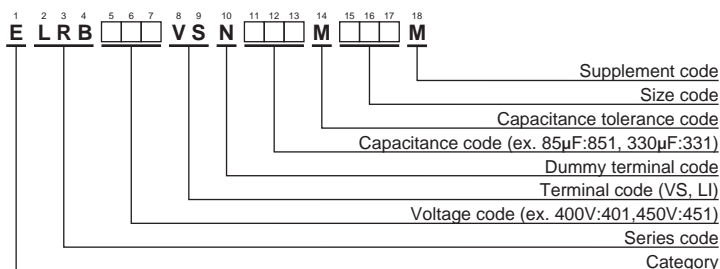 1 2 3 4 5 6 7 8 9 10 11 12 13 14 15 16 17 18
E L R B □□□ V S N □□□ M □□□ M
Supplement code
Size code
Capacitance tolerance code
Capacitance code (ex. 85μF:851, 330μF:331)
Dummy terminal code
Terminal code (VS, LI)
Voltage code (ex. 400V:401,450V:451)
Series code
Category